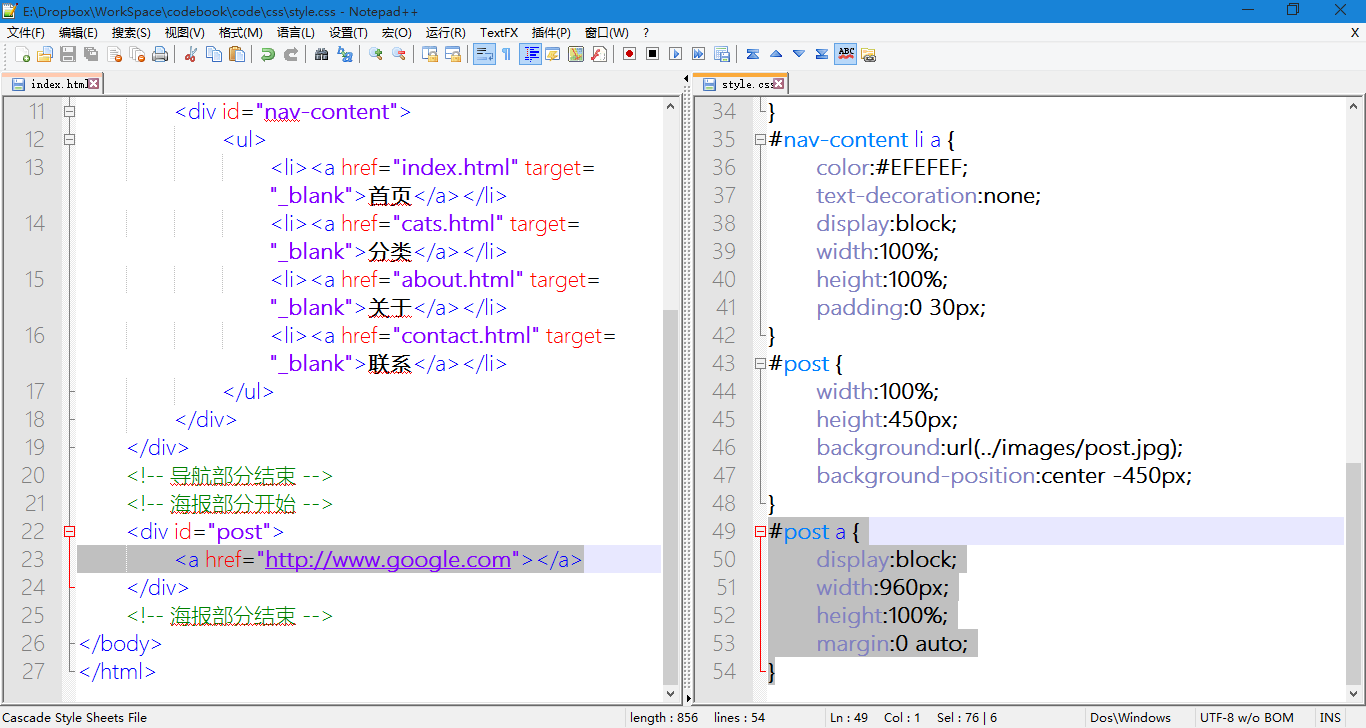 E:\Dropbox\WorkSpace\codebook\code\css\style.css - Notepad++
文件(F) 编辑(E) 搜索(S) 视图(V) 格式(M) 语言(L) 设置(T) 宏(O) 运行(R) TextFX 插件(P) 窗口(W) ? X
index.html
11 <div id="nav-content">
12 <ul>
13 <li><a href="index.html" target=
"_blank">首页</a></li>
14 <li><a href="cats.html" target=
"_blank">分类</a></li>
15 <li><a href="about.html" target=
"_blank">关于</a></li>
16 <li><a href="contact.html" target=
"_blank">联系</a></li>
17 </ul>
18 </div>
19 </div>
20 <!-- 导航部分结束 -->
21 <!-- 海报部分开始 -->
22 <div id="post">
23 <a href="http://www.google.com"></a>
24 </div>
25 <!-- 海报部分结束 -->
26 </body>
27 </html>
style.css
34 }
35 #nav-content li a {
36 color:#EFEFEF;
37 text-decoration:none;
38 display:block;
39 width:100%;
40 height:100%;
41 padding:0 30px;
42 }
43 #post {
44 width:100%;
45 height:450px;
46 background:url(../images/post.jpg);
47 background-position:center -450px;
48 }
49 #post a {
50 display:block;
51 width:960px;
52 height:100%;
53 margin:0 auto;
54 }
Cascade Style Sheets File length : 856 lines : 54 Ln : 49 Col : 1 Sel : 76 | 6 Dos\Windows UTF-8 w/o BOM INS